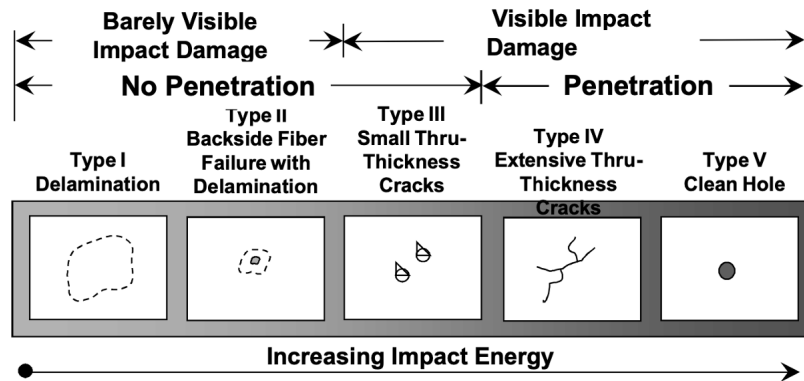 Barely Visible
Impact Damage
Visible Impact
Damage
No Penetration
Penetration
Type I
Delamination
Type II
Backside Fiber
Failure with
Delamination
Type III
Small Thru-
Thickness
Cracks
Type IV
Extensive Thru-
Thickness
Cracks
Type V
Clean Hole
Increasing Impact Energy